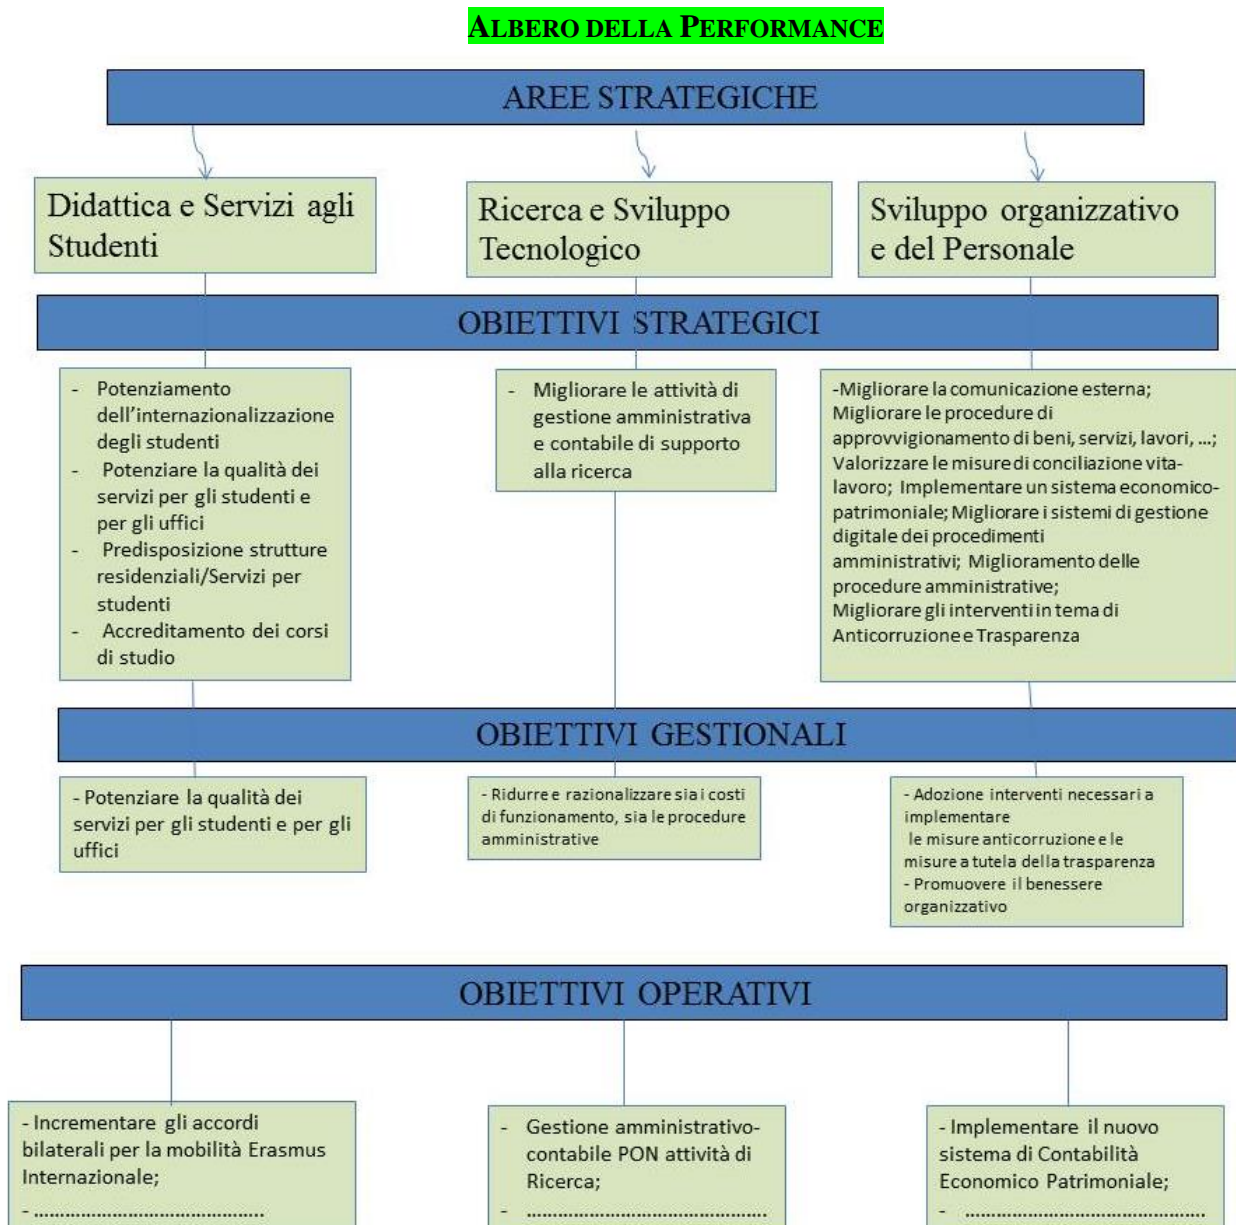 ALBERO DELLA PERFORMANCE
AREE STRATEGICHE
Didattica e Servizi agli
Studenti
Ricerca e Sviluppo
Tecnologico
Sviluppo organizzativo
e del Personale
OBIETTIVI STRATEGICI
- Potenziamento
dell'internazionalizzazione
degli studenti
- Potenziare la qualità dei
servizi per gli studenti e
per gli uffici
- Predisposizione strutture
residenziali/Servizi per
studenti
- Accreditamento dei corsi
di studio
- Migliorare le attività di
gestione amministrativa
e contabile di supporto
alla ricerca
-Migliorare la comunicazione esterna;
Migliorare le procedure di
approvvigionamento di beni, servizi, lavori, ...;
Valorizzare le misure di conciliazione vita-
lavoro; Implementare un sistema economico-
patrimoniale; Migliorare i sistemi di gestione
digitale dei procedimenti
amministrativi; Miglioramento delle
procedure amministrative;
Migliorare gli interventi in tema di
Anticorruzione e Trasparenza
OBIETTIVI GESTIONALI
- Potenziare la qualità dei
servizi per gli studenti e per gli
uffici
- Ridurre e razionalizzare sia i costi
di funzionamento, sia le procedure
amministrative
- Adozione interventi necessari a
implementare
le misure anticorruzione e le
misure a tutela della trasparenza
- Promuovere il benessere
organizzativo
OBIETTIVI OPERATIVI
- Incrementare gli accordi
bilaterali per la mobilità Erasmus
Internazionale;
- ............................................
- Gestione amministrativo-
contabile PON attività di
Ricerca;
- ..............................................
- Implementare il nuovo
sistema di Contabilità
Economico Patrimoniale;
- ..............................................